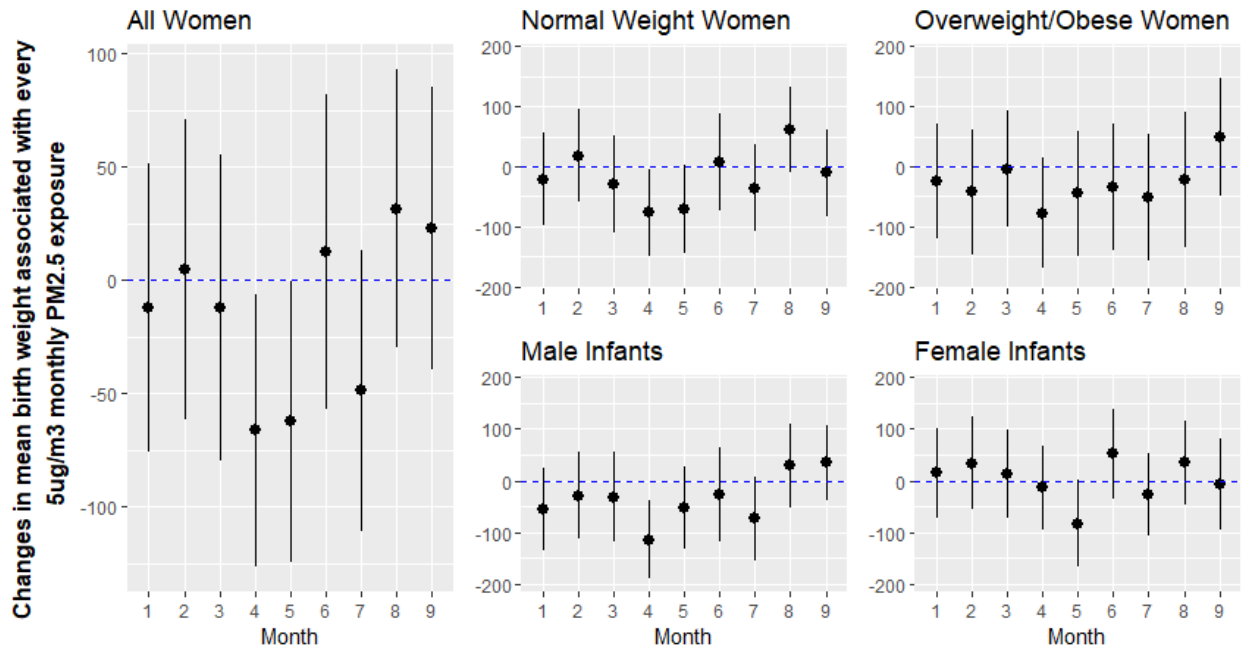 Changes in mean birth weight associated with every
5ug/m3 monthly PM2.5 exposure
All Women
100
50
0
-50
-100
1 2 3 4 5 6 7 8 9
Month
Normal Weight Women
200
100
0
-100
-200
1 2 3 4 5 6 7 8 9
Overweight/Obese Women
200
100
0
-100
-200
1 2 3 4 5 6 7 8 9
Male Infants
200
100
0
-100
-200
1 2 3 4 5 6 7 8 9
Month
Female Infants
200
100
0
-100
-200
1 2 3 4 5 6 7 8 9
Month